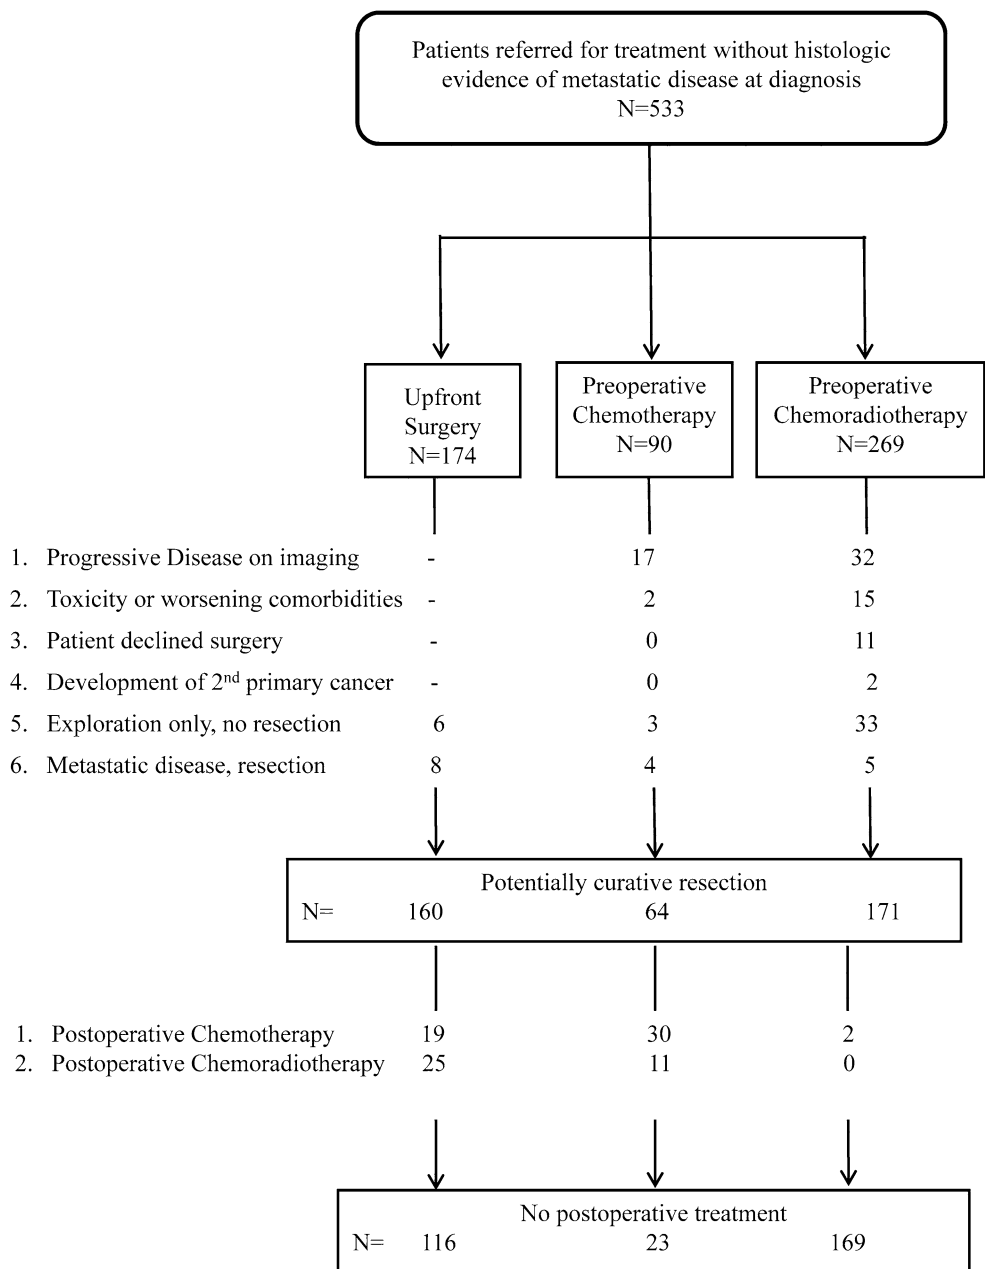 Patients referred for treatment without histologic
evidence of metastatic disease at diagnosis
N=533
Upfront
Surgery
N=174
Preoperative
Chemotherapy
N=90
Preoperative
Chemoradiotherapy
N=269
1. Progressive Disease on imaging - 17 32
2. Toxicity or worsening comorbidities - 2 15
3. Patient declined surgery - 0 11
4. Development of 2nd primary cancer - 0 2
5. Exploration only, no resection 6 3 33
6. Metastatic disease, resection 8 4 5
Potentially curative resection
N= 160 64 171
1. Postoperative Chemotherapy 19 30 2
2. Postoperative Chemoradiotherapy 25 11 0
No postoperative treatment
N= 116 23 169